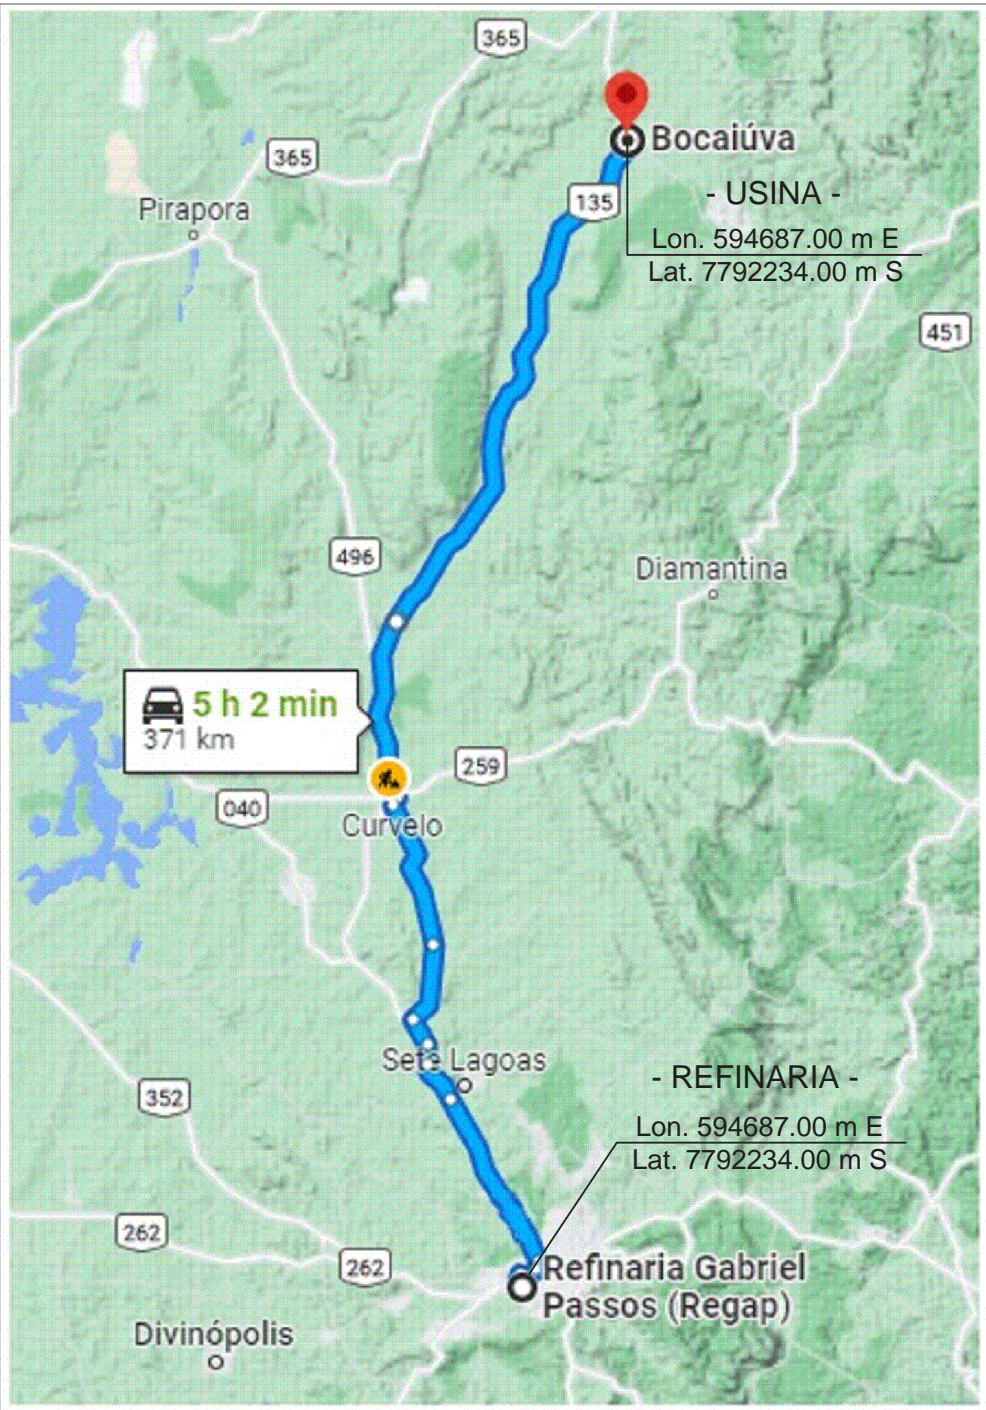 365
Bocaiúva
365
- USINA -
135
Pirapora
Lon. 594687.00 m E
Lat. 7792234.00 m S
451
496
Diamantina
5 h 2 min
371 km
259
040
Curvelo
Sete Lagoas
- REFINARIA -
352
Lon. 594687.00 m E
Lat. 7792234.00 m S
262
262
Refinaria Gabriel
Passos (Regap)
Divinópolis